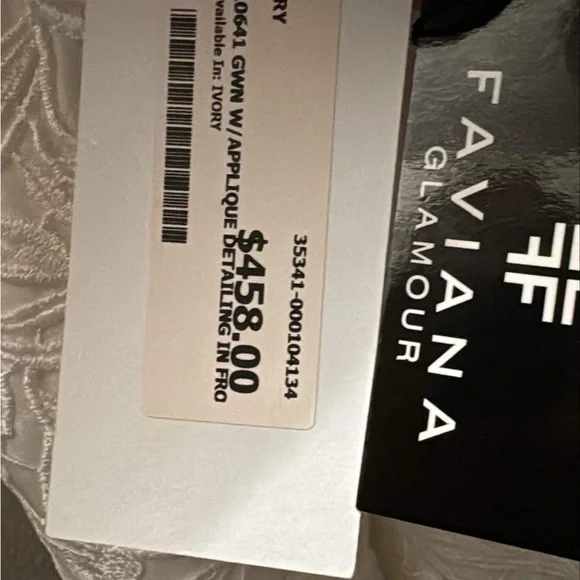 RY
35341-000104134
$458.00
.0641 GWN W/APPLIQUE DETAILING IN FRO
vailable In: IVORY
FAVIANA
GLAMOUR